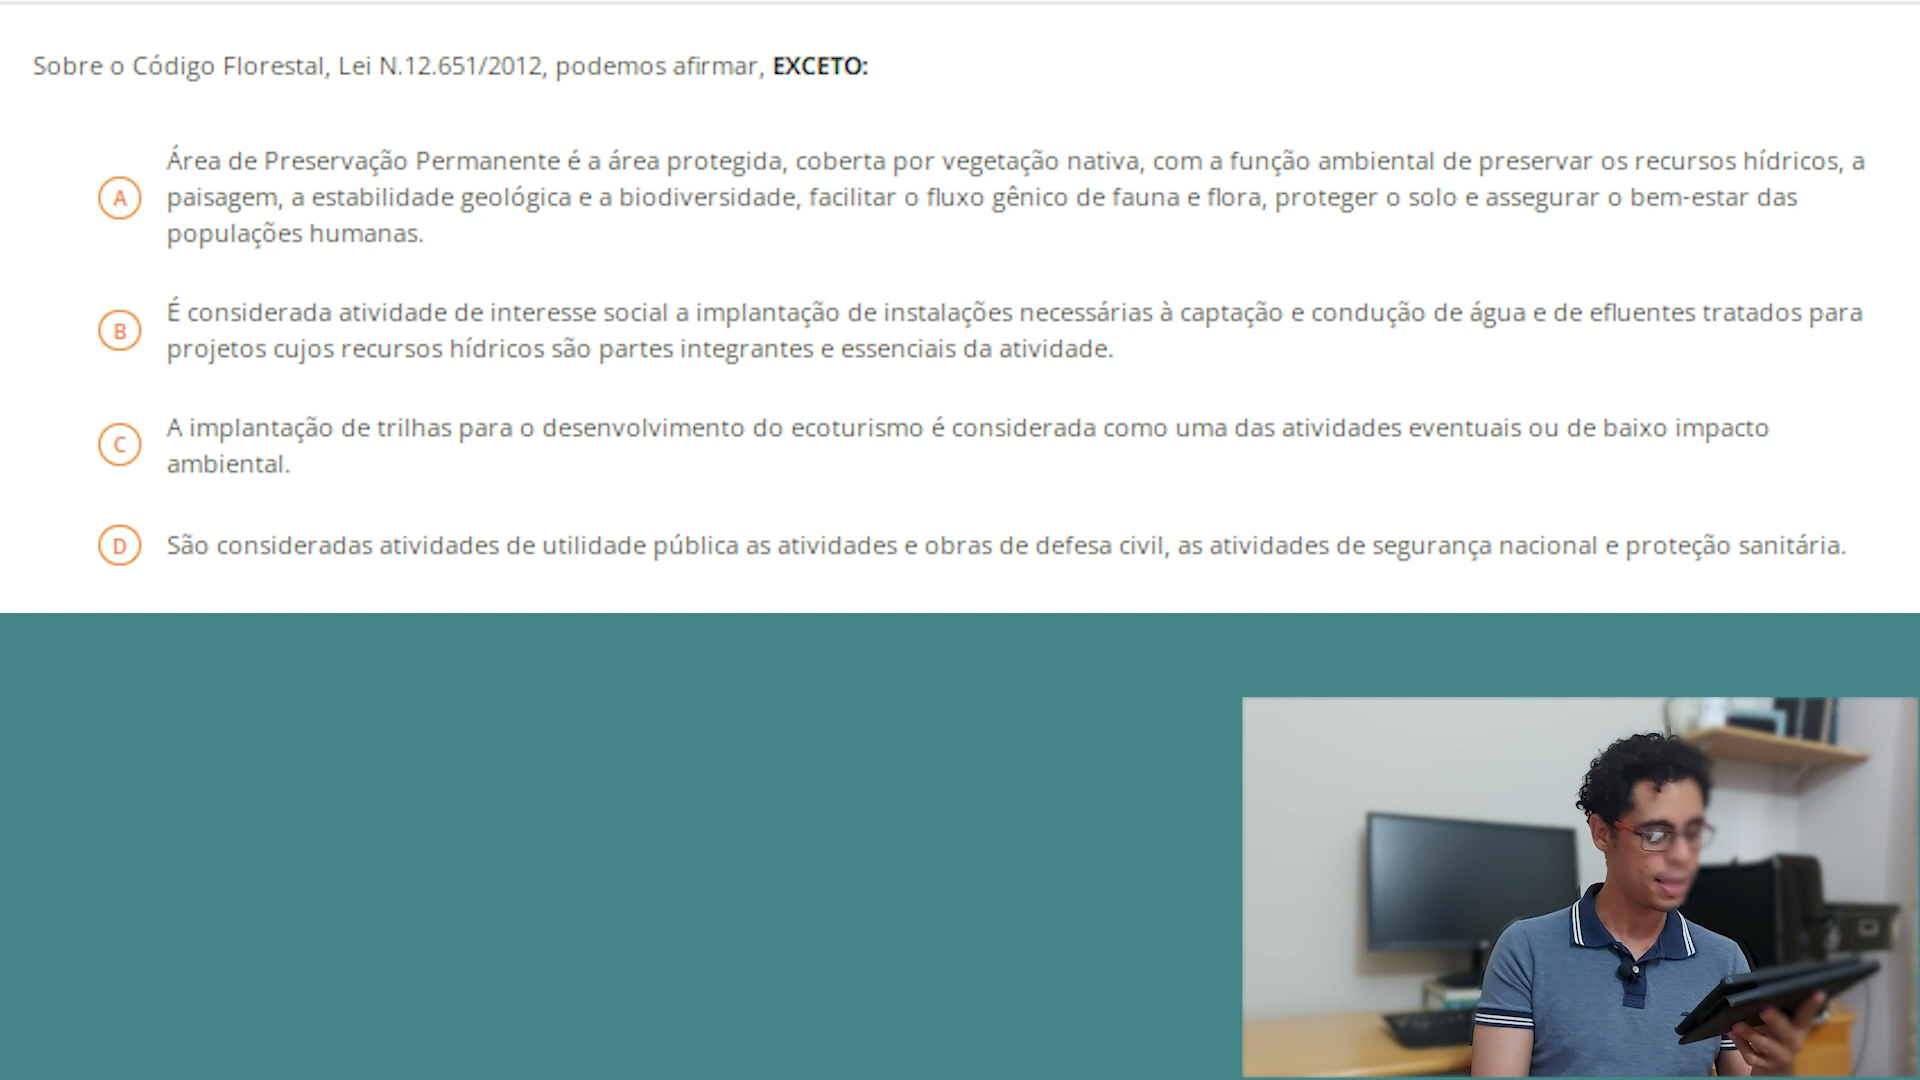 Sobre o Código Florestal, Lei N.12.651/2012, podemos afirmar, EXCETO:
A
Área de Preservação Permanente é a área protegida, coberta por vegetação nativa, com a função ambiental de preservar os recursos hídricos, a
paisagem, a estabilidade geológica e a biodiversidade, facilitar o fluxo gênico de fauna e flora, proteger o solo e assegurar o bem-estar das
populações humanas.
B
É considerada atividade de interesse social a implantação de instalações necessárias à captação e condução de água e de efluentes tratados para
projetos cujos recursos hídricos são partes integrantes e essenciais da atividade.
C
A implantação de trilhas para o desenvolvimento do ecoturismo é considerada como uma das atividades eventuais ou de baixo impacto
ambiental.
D
São consideradas atividades de utilidade pública as atividades e obras de defesa civil, as atividades de segurança nacional e proteção sanitária.